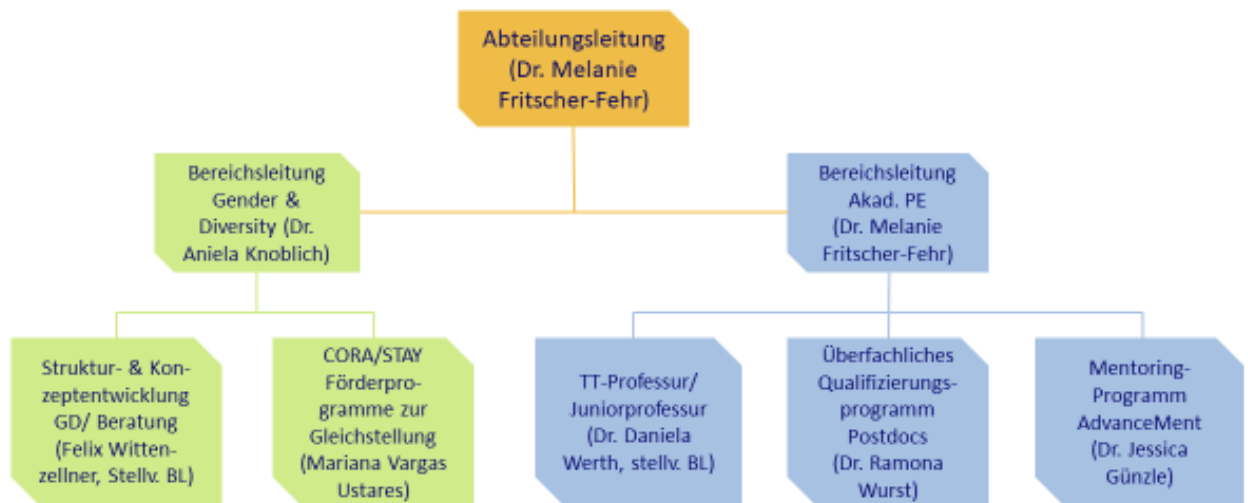 Abteilungsleitung
(Dr. Melanie
Fritscher-Fehr)
Bereichsleitung
Gender &
Diversity (Dr.
Aniela Knoblich)
Bereichsleitung
Akad. PE
(Dr. Melanie
Fritscher-Fehr)
Struktur- & Kon-
zeptentwicklung
GD/ Beratung
(Felix Witten-
zellner, Stellv. BL)
CORA/STAY
Förderpro-
gramme zur
Gleichstellung
(Mariana Vargas
Ustares)
TT-Professur/
Juniorprofessur
(Dr. Daniela
Werth, stellv. BL)
Überfachliches
Qualifizierungs-
programm
Postdocs
(Dr. Ramona
Wurst)
Mentoring-
Programm
AdvanceMent
(Dr. Jessica
Günzle)